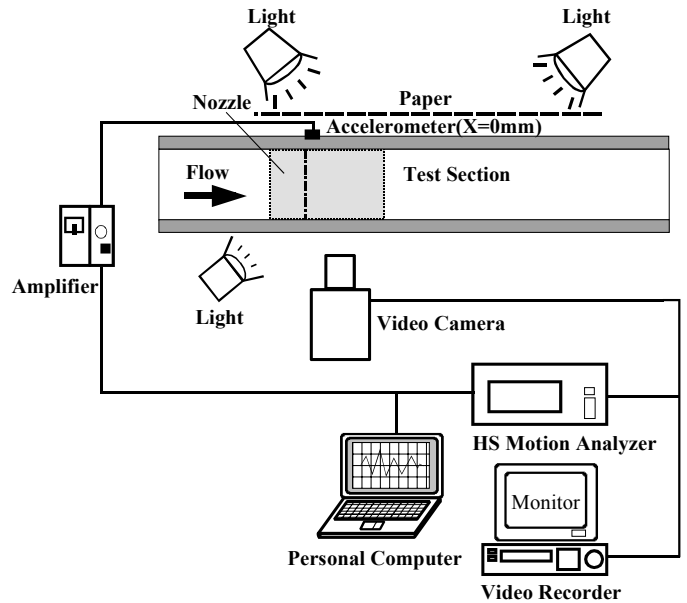 Light
Light
Nozzle
Paper
Accelerometer(X=0mm)
Flow
Test Section
Amplifier
Light
Video Camera
HS Motion Analyzer
Monitor
Personal Computer
Video Recorder